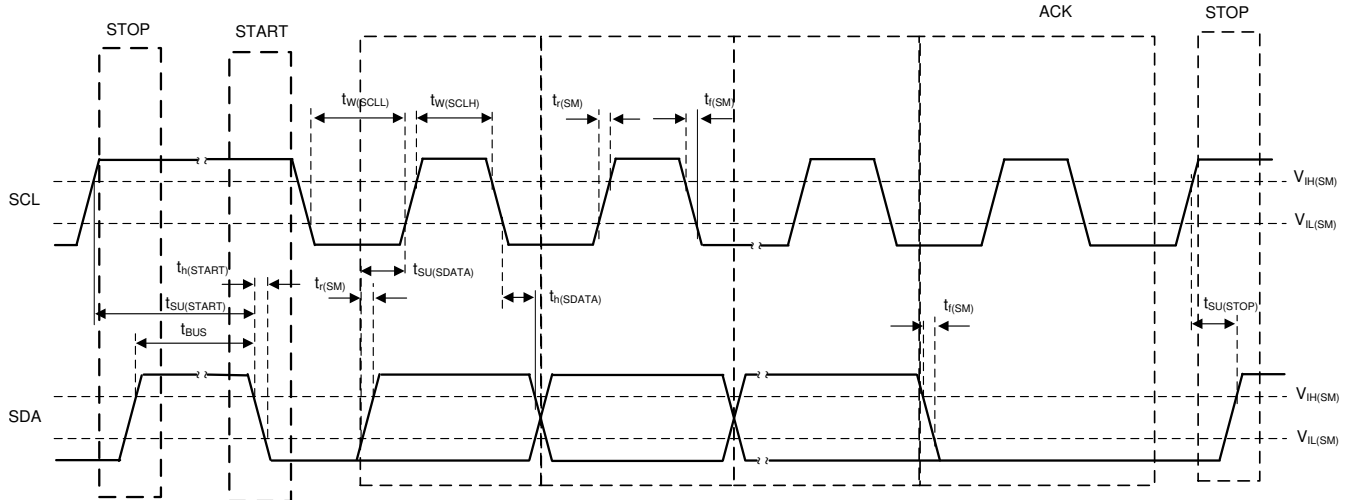 STOP
START
ACK
STOP
tW(SCLL)
tW(SCLH)
tr(SM)
tf(SM)
SCL
VIH(SM)
VIL(SM)
th(START)
tr(SM)
tSU(SDATA)
th(SDATA)
tSU(START)
tf(SM)
tSU(STOP)
tBUS
SDA
VIH(SM)
VIL(SM)